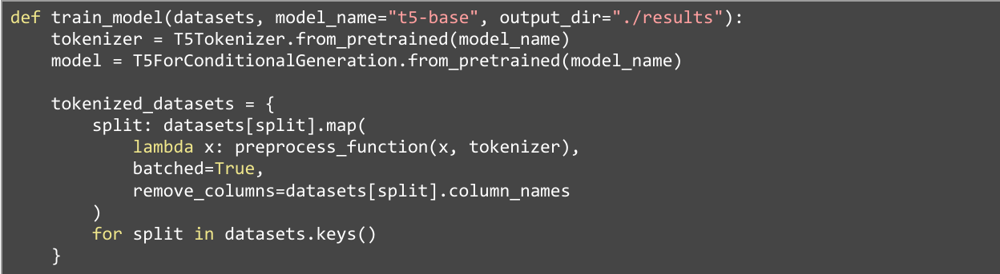 def train_model(datasets, model_name="t5-base", output_dir="./results"):
    tokenizer = T5Tokenizer.from_pretrained(model_name)
    model = T5ForConditionalGeneration.from_pretrained(model_name)

    tokenized_datasets = {
        split: datasets[split].map(
            lambda x: preprocess_function(x, tokenizer),
            batched=True,
            remove_columns=datasets[split].column_names
        )
        for split in datasets.keys()
    }